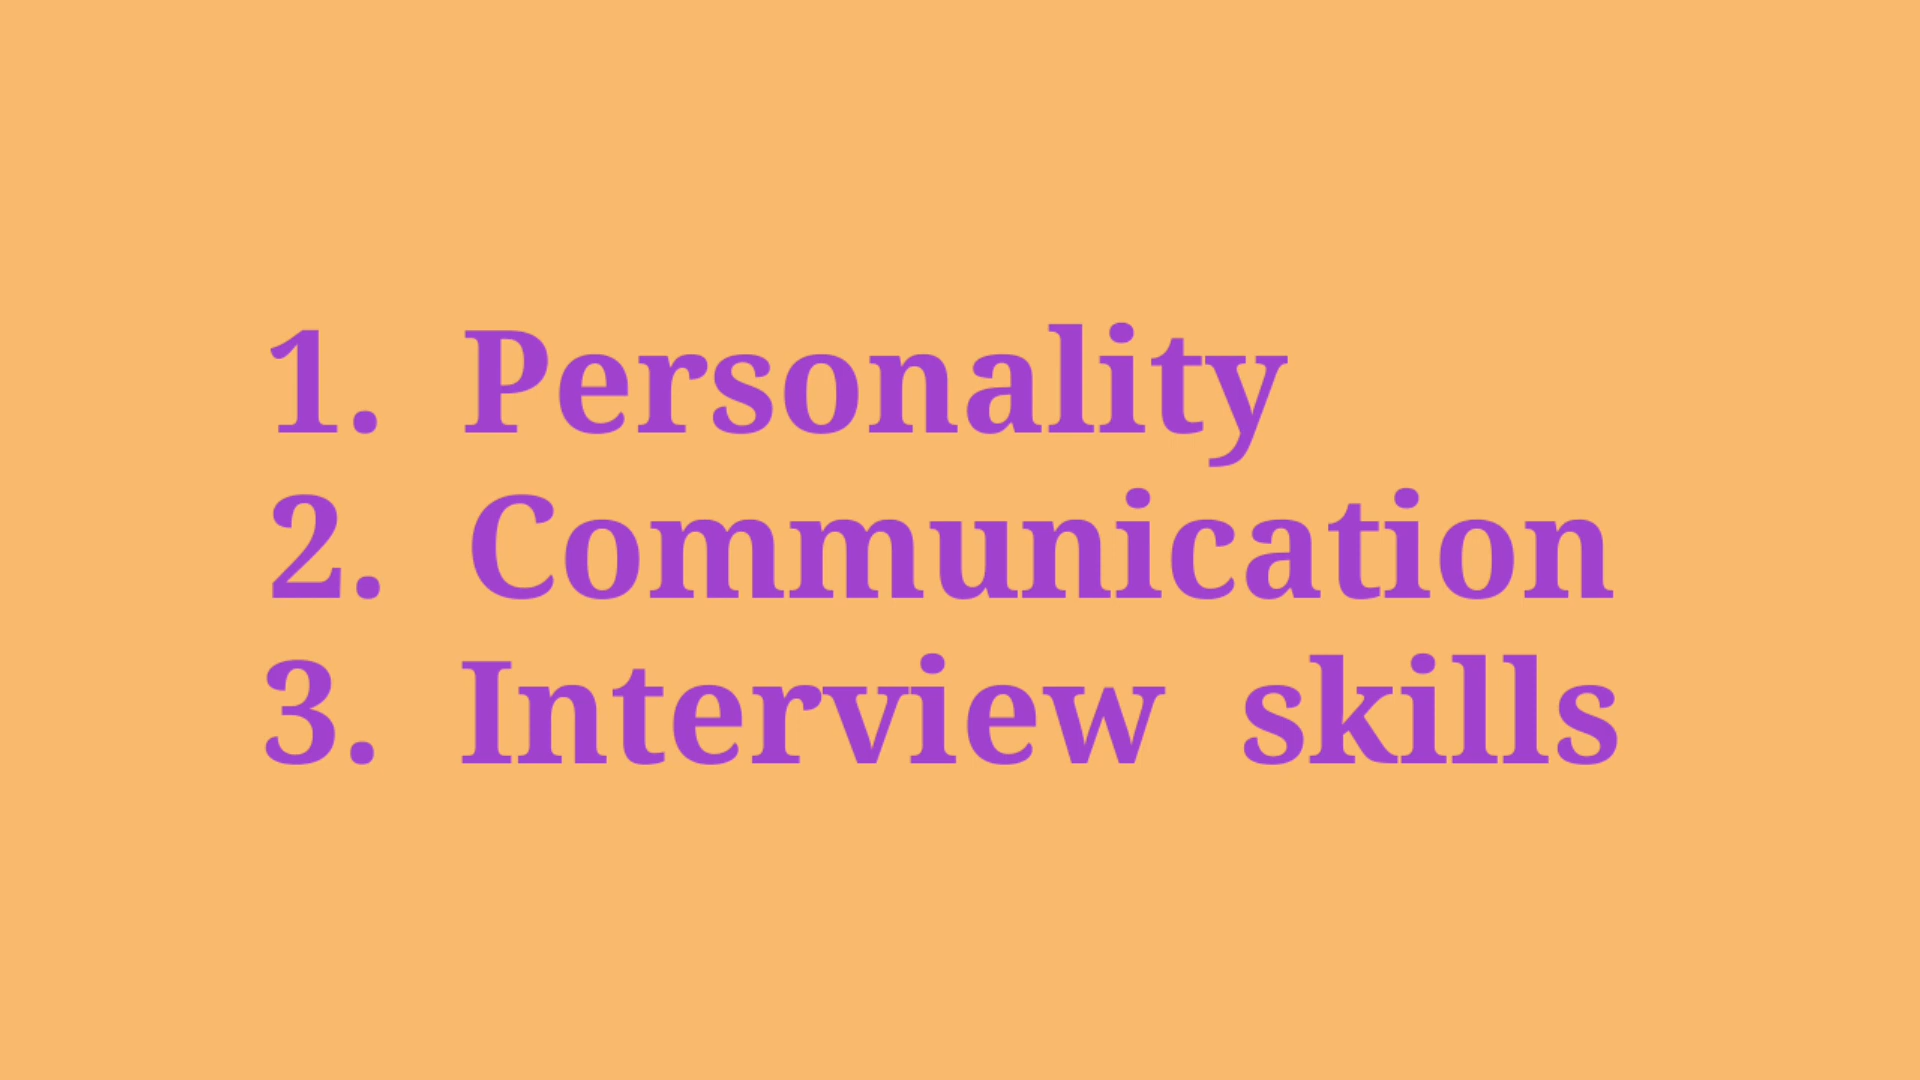 1. Personality
2. Communication
3. Interview skills